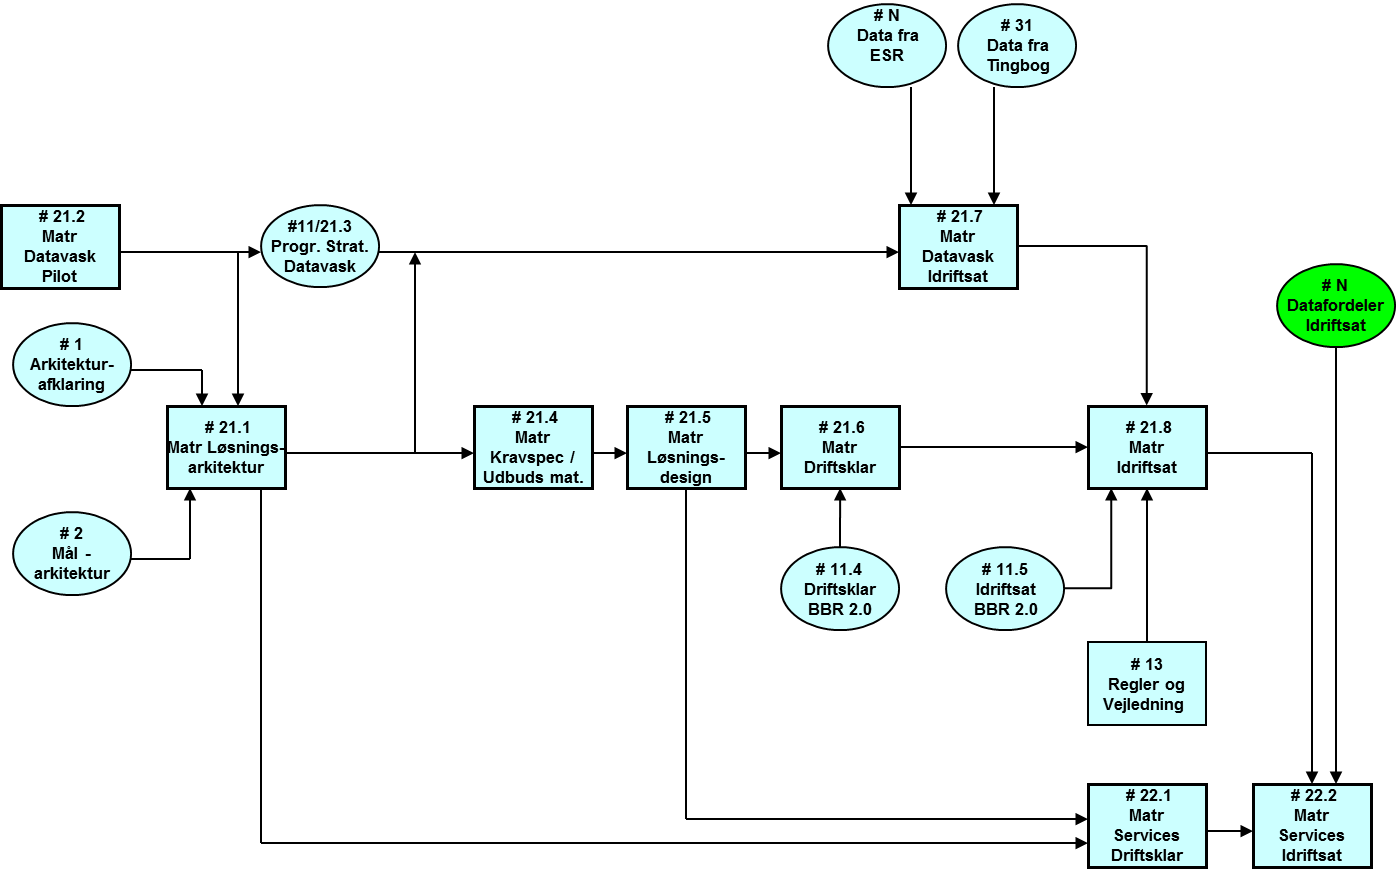 # N
Data fra
ESR
# 31
Data fra
Tingbog
# 21.2
Matr
Datavask
Pilot
#11/21.3
Progr. Strat.
Datavask
# 21.7
Matr
Datavask
Idriftsat
# N
Datafordeler
Idriftsat
# 1
Arkitektur-
afklaring
# 21.1
Matr Løsnings-
arkitektur
# 21.4
Matr
Kravspec /
Udbuds mat.
# 21.5
Matr
Løsnings-
design
# 21.6
Matr
Driftsklar
# 21.8
Matr
Idriftsat
# 2
Mål -
arkitektur
# 11.4
Driftsklar
BBR 2.0
# 11.5
Idriftsat
BBR 2.0
# 13
Regler og
Vejledning
# 22.1
Matr
Services
Driftsklar
# 22.2
Matr
Services
Idriftsat